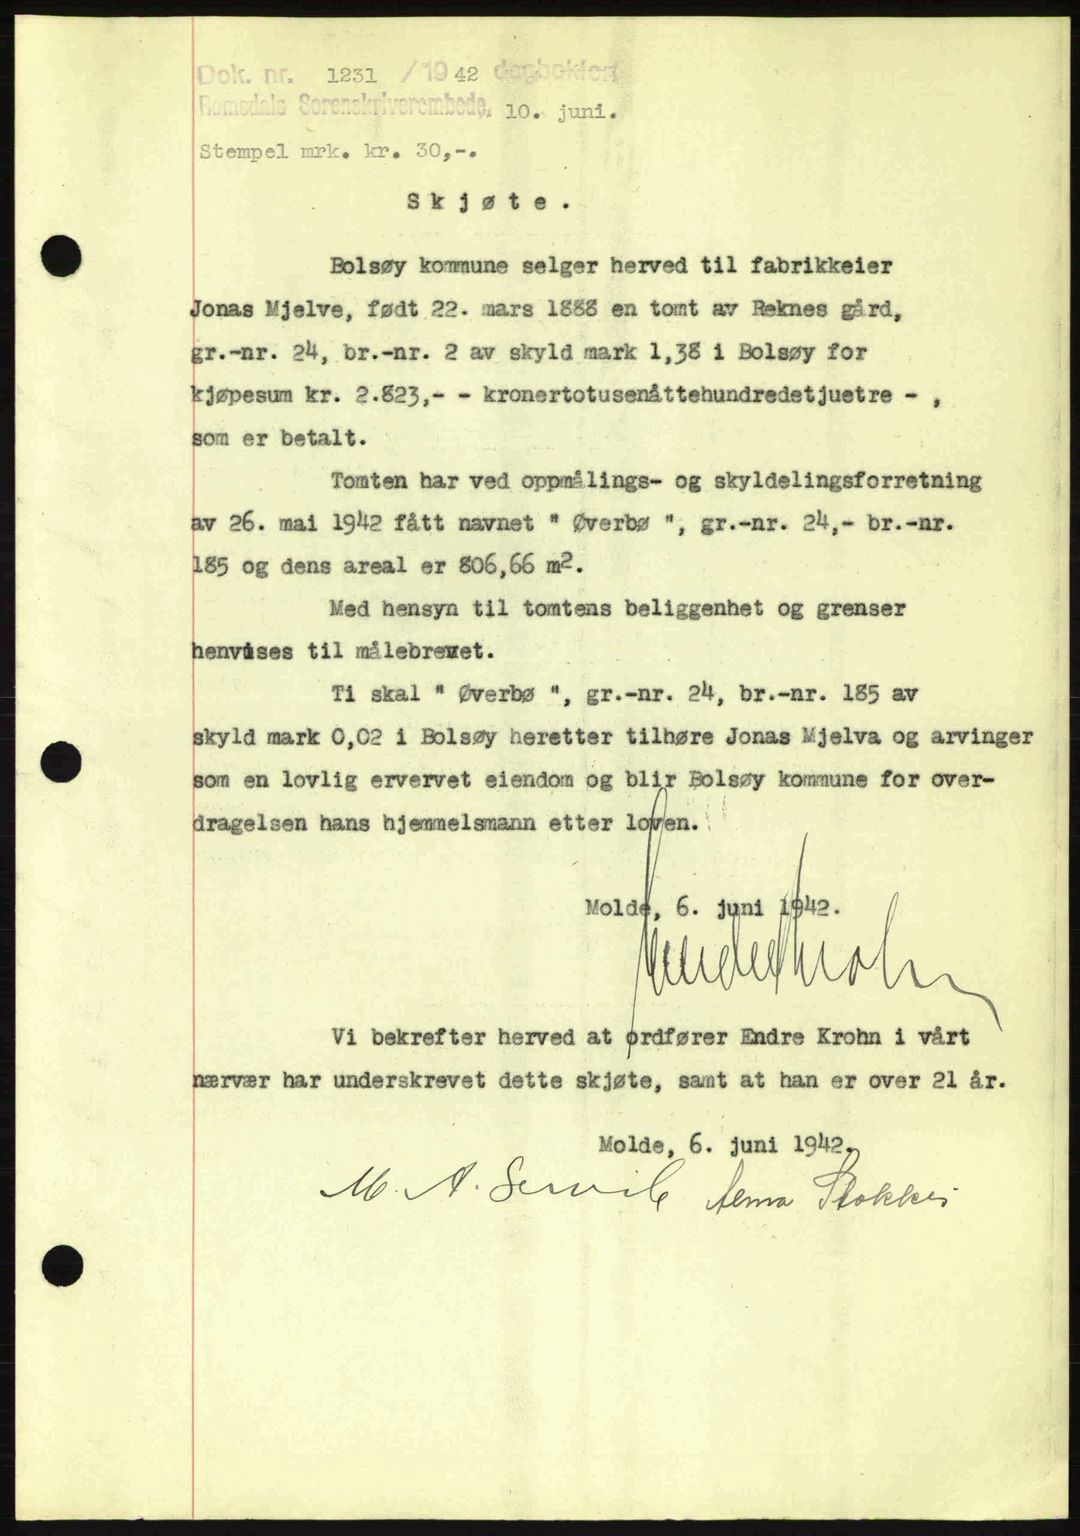 Dok. nr. 1231 / 1942 dagbokført
Romsdals Sorenskriverembede, 10. juni.
Stempel mrk. kr. 30,-.
Skjøte.
Bolsøy kommune selger herved til fabrikkeier
Jonas Mjelve, født 22. mars 1888 en tomt av Reknes gård,
gr.-nr. 24, br.-nr. 2 av skyld mark 1,38 i Bolsøy for
kjøpesum kr. 2.823,- - kronertotusenåttehundredetjuetre - ,
som er betalt.
Tomten har ved oppmålings- og skyldelingsforretning
av 26. mai 1942 fått navnet " Øverbø ", gr.-nr. 24,- br.-nr.
185 og dens areal er 806,66 m2.
Med hensyn til tomtens beliggenhet og grenser
henvises til målebrevet.
Ti skal " Øverbø ", gr.-nr. 24, br.-nr. 185 av
skyld mark 0,02 i Bolsøy heretter tilhøre Jonas Mjelva og arvinger
som en lovlig ervervet eiendom og blir Bolsøy kommune for over-
dragelsen hans hjemmelsmann etter loven.
Molde, 6. juni 1942.
Endre Krohn
Vi bekrefter herved at ordfører Endre Krohn i vårt
nærvær har underskrevet dette skjøte, samt at han er over 21 år.
Molde, 6. juni 1942.
M. A. Stokkes